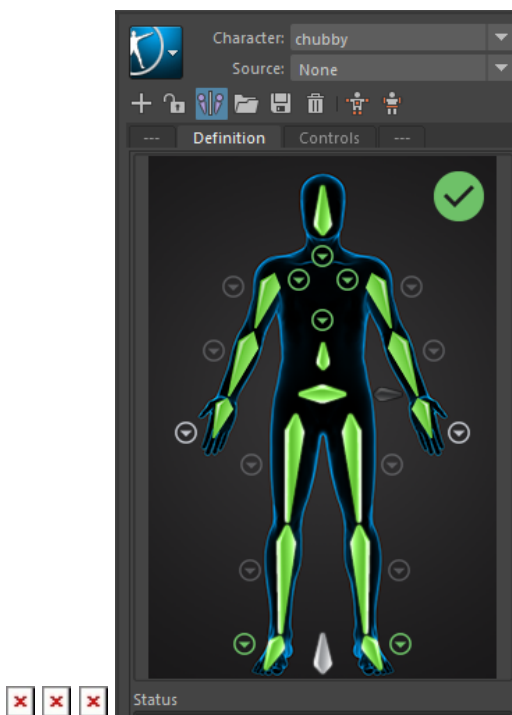 Character: chubby
Source: None
--- Definition Controls ---
Status